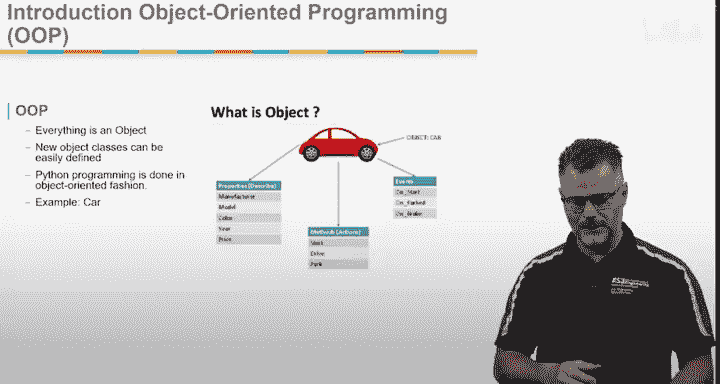 Introduction Object-Oriented Programming
(OOP)
OOP
– Everything is an Object
– New object classes can be
easily defined
– Python programming is done in
object-oriented fashion.
– Example: Car
What is Object ?
OBJECT: CAR
Properties (Describe)
Manufacturer
Model
Color
Year
Price
Methods (Actions)
Start
Drive
Park
Events
On_Start
On_Parked
On_Brake